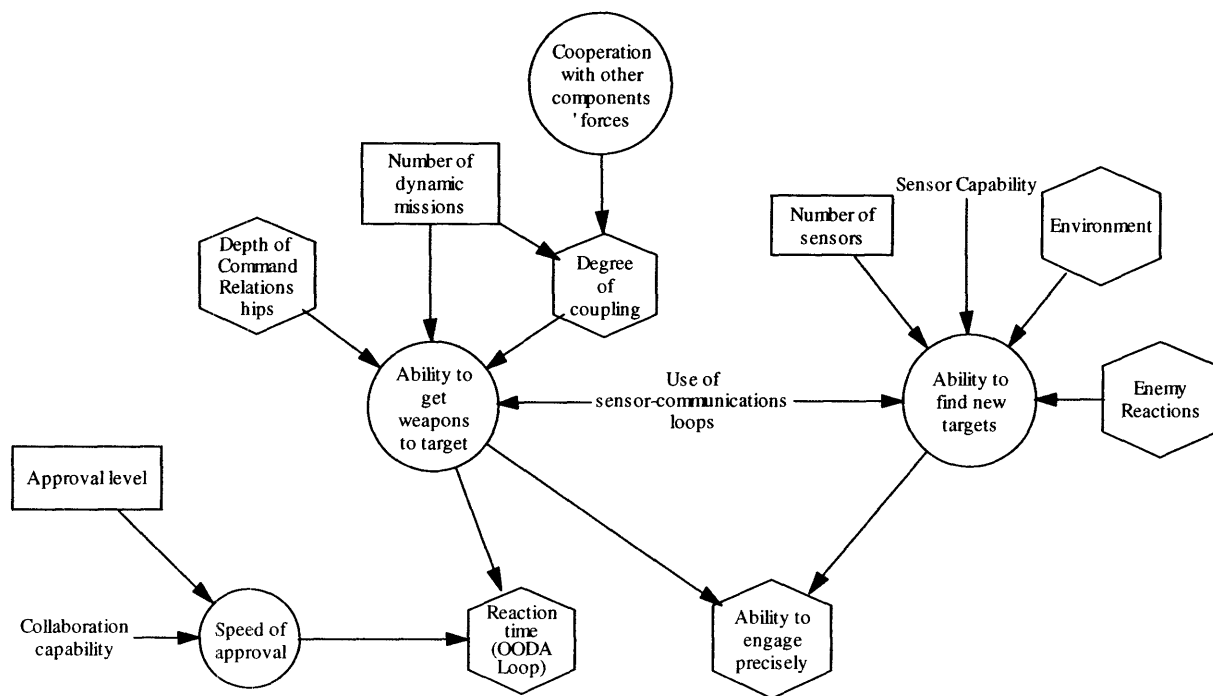 Cooperation
with other
components
' forces
Number of
dynamic
missions
Sensor Capability
Number of
sensors
Environment
Depth of
Command
Relations
hips
Degree
of
coupling
Ability to
get
weapons
to target
Use of
sensor-communications
loops
Ability to
find new
targets
Enemy
Reactions
Approval level
Collaboration
capability
Speed of
approval
Reaction
time
(OODA
Loop)
Ability to
engage
precisely